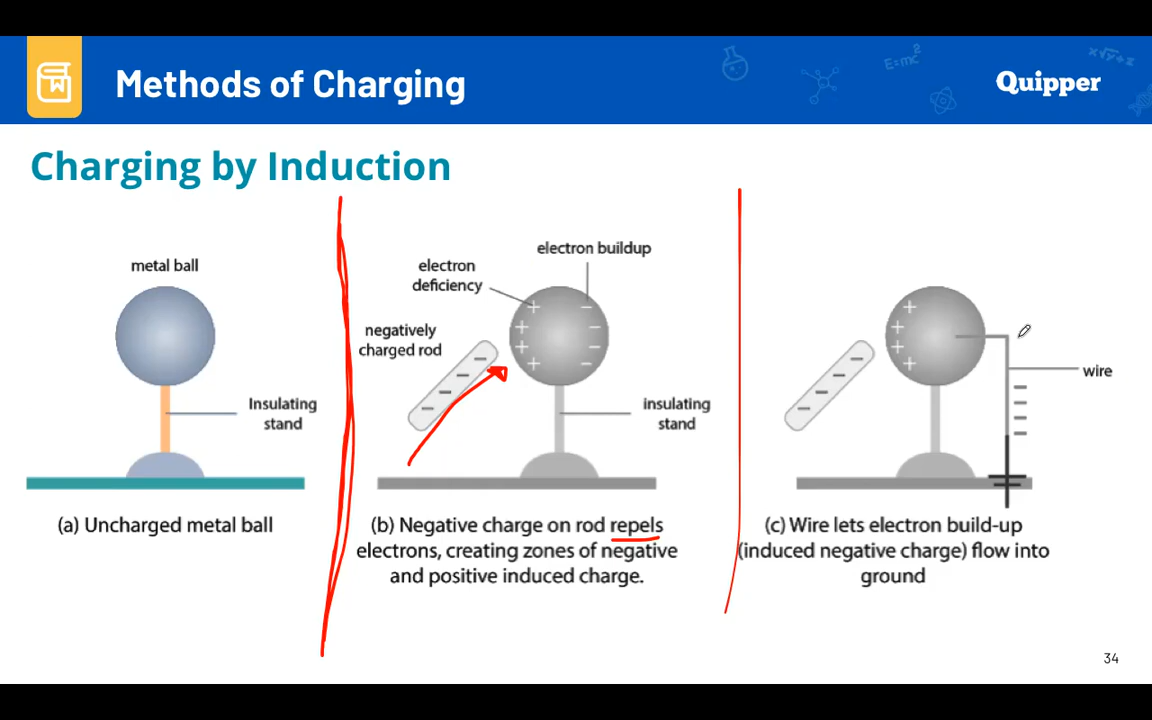 Methods of Charging
E=mc²
x√y+z
Quipper
Charging by Induction
metal ball
Insulating
stand
(a) Uncharged metal ball
electron buildup
electron
deficiency
negatively
charged rod
insulating
stand
(b) Negative charge on rod repels
electrons, creating zones of negative
and positive induced charge.
wire
(c) Wire lets electron build-up
(induced negative charge) flow into
ground
34